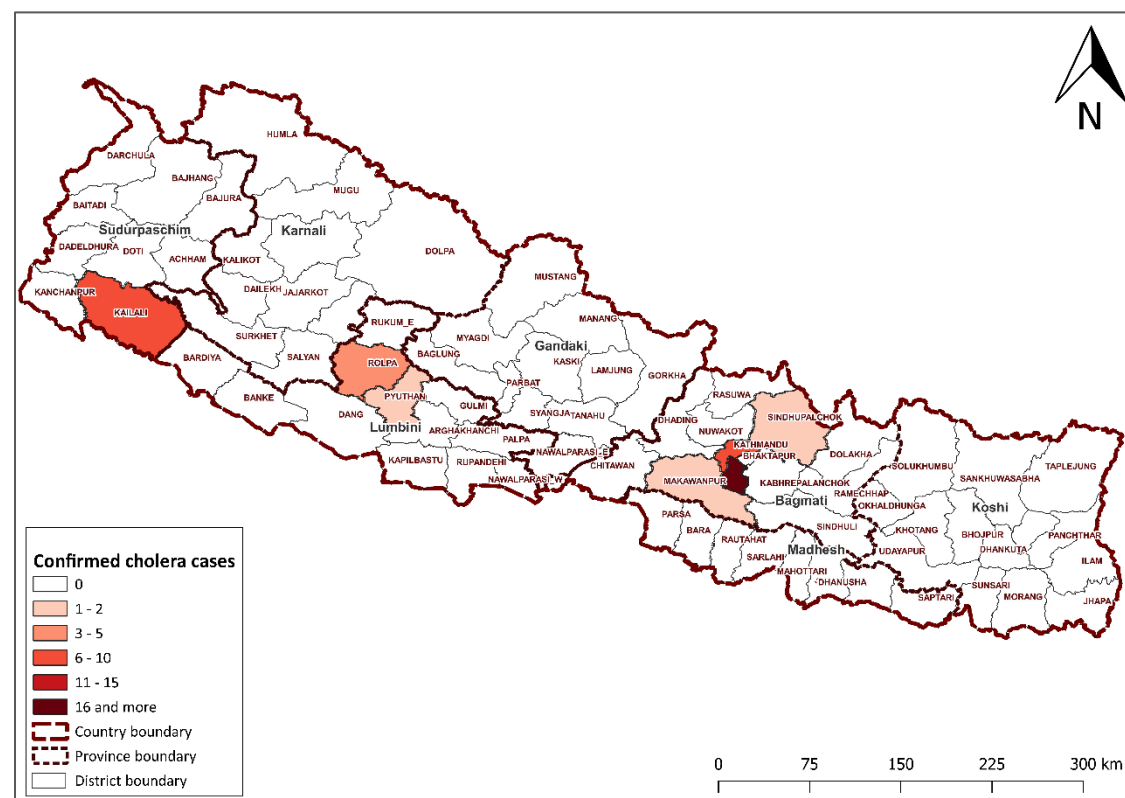 N
HUMLA
DARCHULA
BAJHANG
MUGU
BAJURA
BAITADI
Sudurpaschim
Karnali
DADELDHURA
DOTI
DOLPA
ACHHAM
KALIKOT
MUSTANG
KANCHANPUR
DAILEKH
JAJARKOT
KAILALI
MANANG
RUKUM_E
SURKHET
MYAGDI
Gandaki
BARDIYA
SALYAN
ROLPA
BAGLUNG
KASKI
LAMJUNG
GORKHA
PARBAT
BANKE
PYUTHAN
RASUWA
GULMI
SYANGJA
TANAHU
DHADING
SINDHUPALCHOK
DANG
Lumbini
ARGHAKHANCHI
NUWAKOT
PALPA
KATHMANDU
NAWALPARASI_E
BHAKTAPUR
DOLAKHA
KAPILBASTU
RUPANDEHI
CHITAWAN
SOLUKHUMBU
TAPLEJUNG
NAWALPARASI_W
MAKAWANPUR
KABHREPALANCHOK
SANKHUWASABHA
RAMECHHAP
Bagmati
OKHALDHUNGA
Koshi
PARSA
BARA
SINDHULI
KHOTANG
BHOJPUR
PANCHTHAR
RAUTAHAT
Madhesh
UDAYAPUR
DHANKUTA
SARLAHI
ILAM
MAHOTTARI
DHANUSHA
SUNSARI
SAPTARI
MORANG
JHAPA
Confirmed cholera cases
0
1 - 2
3 - 5
6 - 10
11 - 15
16 and more
Country boundary
Province boundary
District boundary
0 75 150 225 300 km